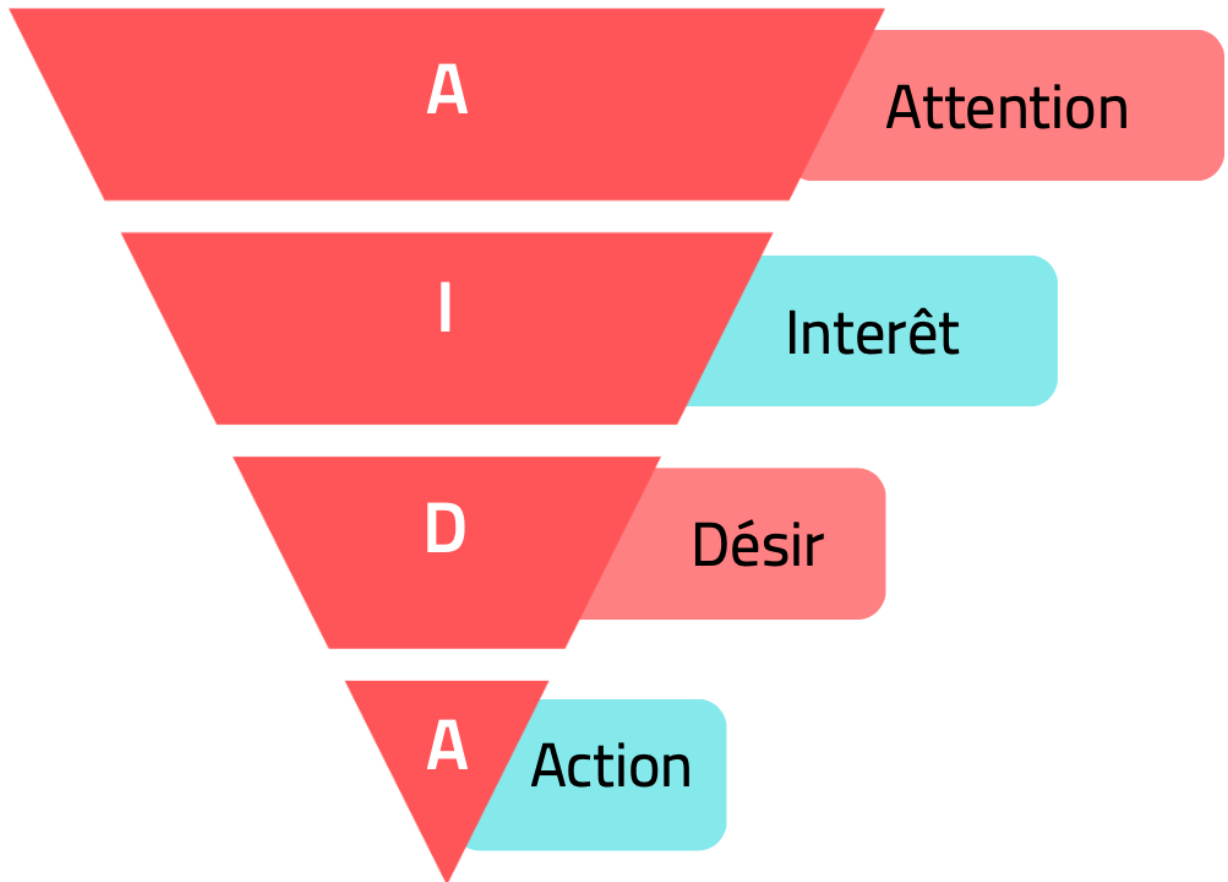 A
Attention
I
Interêt
D
Désir
A
Action